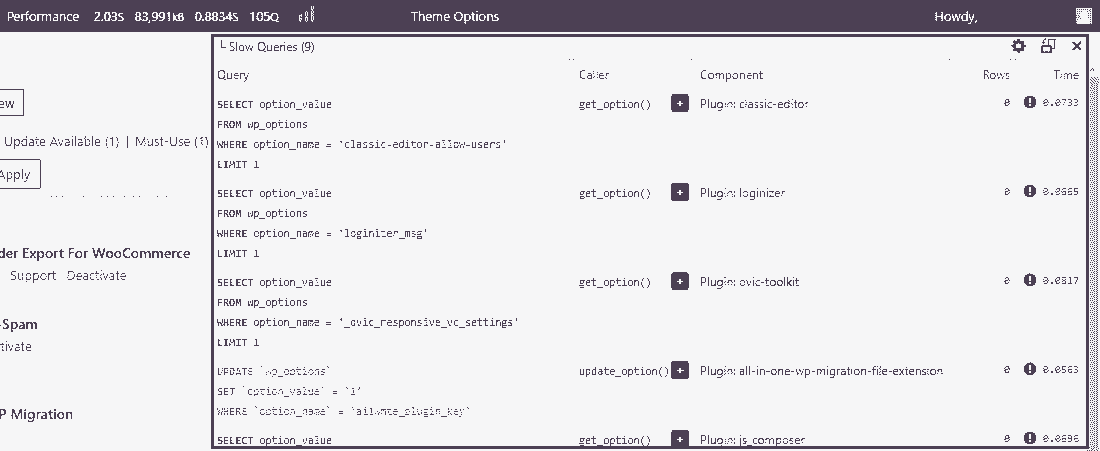 Performance 2.03S 83,991KB 0.8834S 105Q Theme Options Howdy,
└ Slow Queries (9)
Query Caller Component Rows Time
ew
SELECT option_value get_option() + Plugin: classic-editor 0 0.0733
FROM wp_options
Update Available (1) | Must-Use (?)
WHERE option_name = 'classic-editor-allow-users'
LIMIT 1
Apply
SELECT option_value get_option() + Plugin: loginizer 0 0.0665
FROM wp_options
WHERE option_name = 'loginizer_msg'
LIMIT 1
der Export For WooCommerce
Support Deactivate
SELECT option_value get_option() + Plugin: ovic-toolkit 0 0.0817
FROM wp_options
-Spam
WHERE option_name = '_ovic_responsive_vc_settings'
LIMIT 1
tivate
UPDATE `wp_options` update_option() + Plugin: all-in-one-wp-migration-file-extension 0 0.0563
SET `option_value` =
WHERE `option_name` = 'ai1wmte_plugin_key'
P Migration
SELECT option_value get_option() + Plugin: js_composer 0 0.0696